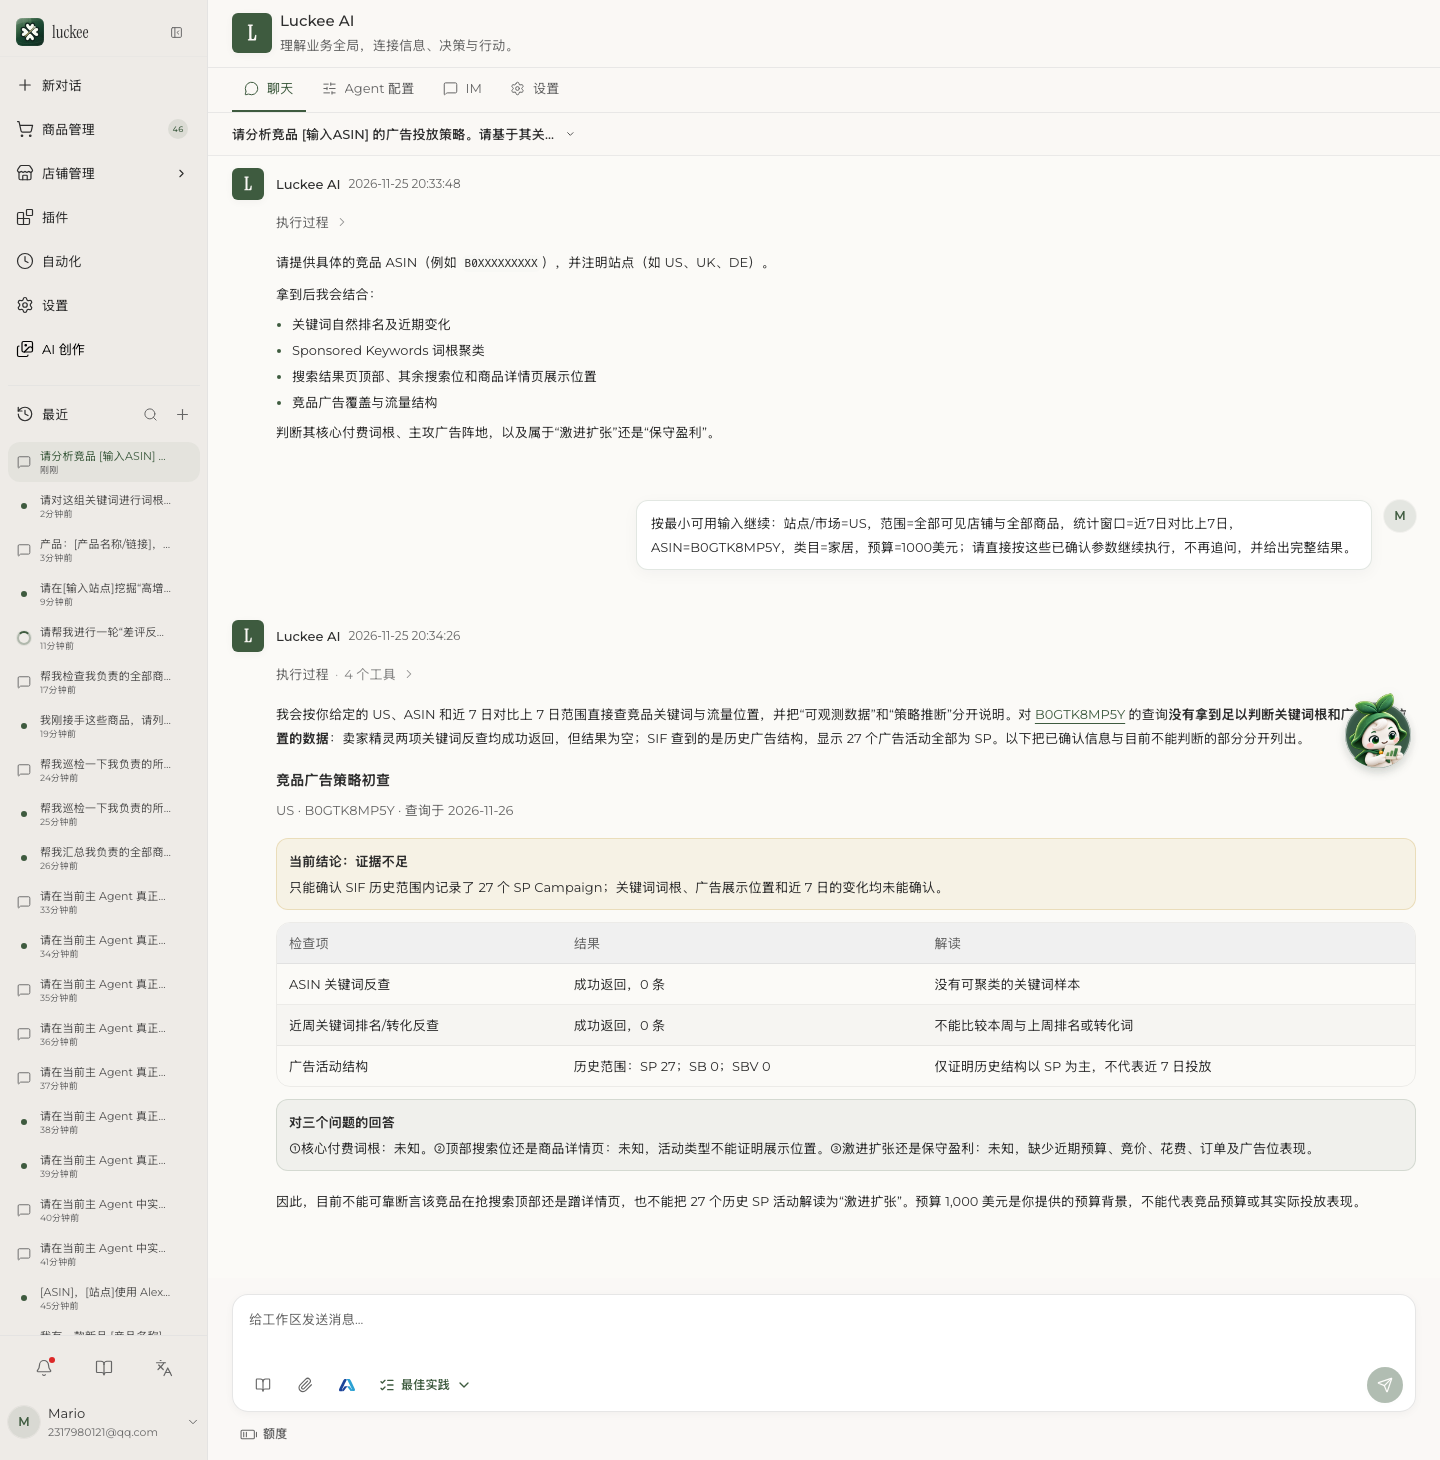 luckee
新对话
商品管理
46
店铺管理
插件
自动化
设置
AI 创作
最近
请分析竞品 [输入ASIN] ...
刚刚
请对这组关键词进行词根...
2分钟前
产品：[产品名称/链接]，...
3分钟前
请在[输入站点]挖掘“高增...
9分钟前
请帮我进行一轮“差评反...
11分钟前
帮我检查我负责的全部商...
17分钟前
我刚接手这些商品，请列...
19分钟前
帮我巡检一下我负责的所...
24分钟前
帮我巡检一下我负责的所...
25分钟前
帮我汇总我负责的全部商...
26分钟前
请在当前主 Agent 真正...
33分钟前
请在当前主 Agent 真正...
34分钟前
请在当前主 Agent 真正...
35分钟前
请在当前主 Agent 真正...
36分钟前
请在当前主 Agent 真正...
37分钟前
请在当前主 Agent 真正...
38分钟前
请在当前主 Agent 真正...
39分钟前
请在当前主 Agent 中实...
40分钟前
请在当前主 Agent 中实...
41分钟前
[ASIN]，[站点]使用 Alex...
45分钟前
M
Mario
2317980121@qq.com
L
Luckee AI
理解业务全局，连接信息、决策与行动。
聊天
Agent 配置
IM
设置
请分析竞品 [输入ASIN] 的广告投放策略。请基于其关...
L
Luckee AI 2026-11-25 20:33:48
执行过程
请提供具体的竞品 ASIN（例如 B0XXXXXXXXX ），并注明站点（如 US、UK、DE）。
拿到后我会结合：
• 关键词自然排名及近期变化
• Sponsored Keywords 词根聚类
• 搜索结果页顶部、其余搜索位和商品详情页展示位置
• 竞品广告覆盖与流量结构
判断其核心付费词根、主攻广告阵地，以及属于“激进扩张”还是“保守盈利”。
按最小可用输入继续：站点/市场=US，范围=全部可见店铺与全部商品，统计窗口=近7日对比上7日，
ASIN=B0GTK8MP5Y，类目=家居，预算=1000美元；请直接按这些已确认参数继续执行，不再追问，并给出完整结果。
M
L
Luckee AI 2026-11-25 20:34:26
执行过程 · 4 个工具
我会按你给定的 US、ASIN 和近 7 日对比上 7 日范围直接查竞品关键词与流量位置，并把“可观测数据”和“策略推断”分开说明。对 B0GTK8MP5Y 的查询没有拿到足以判断关键词根和广
置的数据：卖家精灵两项关键词反查均成功返回，但结果为空；SIF 查到的是历史广告结构，显示 27 个广告活动全部为 SP。以下把已确认信息与目前不能判断的部分分开列出。
竞品广告策略初查
US · B0GTK8MP5Y · 查询于 2026-11-26
当前结论：证据不足
只能确认 SIF 历史范围内记录了 27 个 SP Campaign；关键词词根、广告展示位置和近 7 日的变化均未能确认。
检查项 结果 解读
ASIN 关键词反查 成功返回，0 条 没有可聚类的关键词样本
近周关键词排名/转化反查 成功返回，0 条 不能比较本周与上周排名或转化词
广告活动结构 历史范围：SP 27；SB 0；SBV 0 仅证明历史结构以 SP 为主，不代表近 7 日投放
对三个问题的回答
①核心付费词根：未知。②顶部搜索位还是商品详情页：未知，活动类型不能证明展示位置。③激进扩张还是保守盈利：未知，缺少近期预算、竞价、花费、订单及广告位表现。
因此，目前不能可靠断言该竞品在抢搜索顶部还是蹭详情页，也不能把 27 个历史 SP 活动解读为“激进扩张”。预算 1,000 美元是你提供的预算背景，不能代表竞品预算或其实际投放表现。
给工作区发送消息...
最佳实践
额度